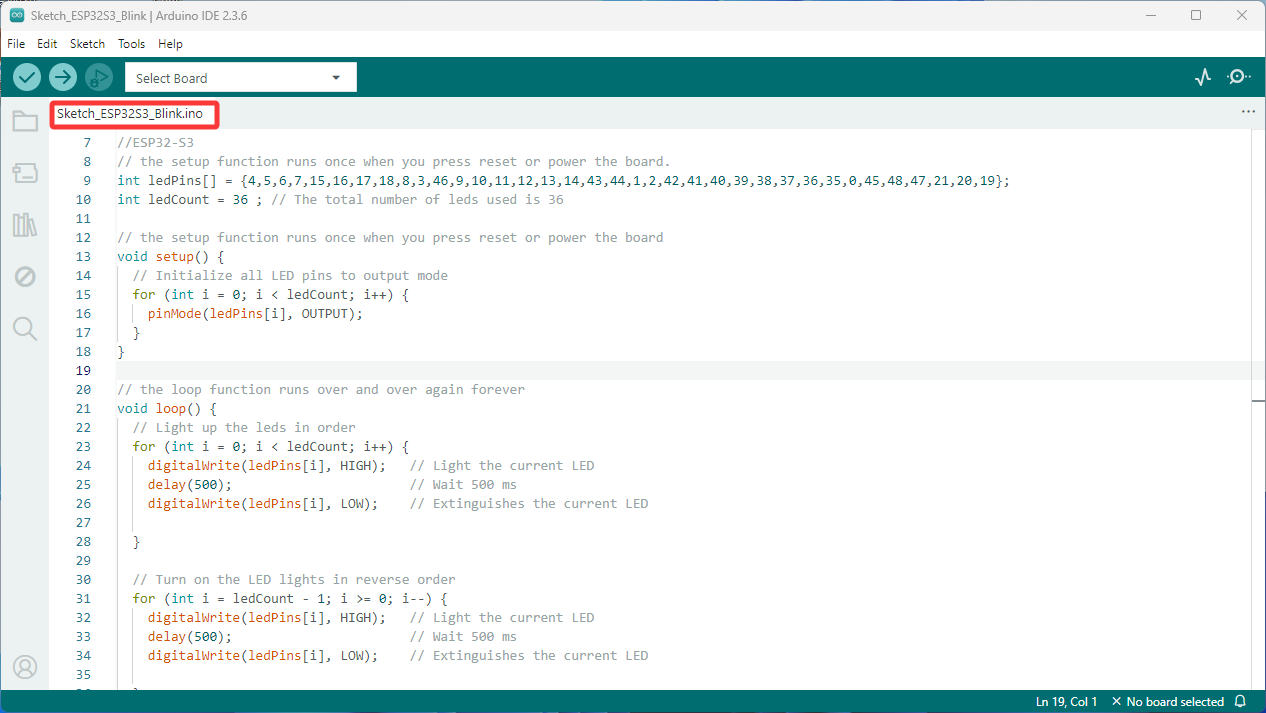 Sketch_ESP32S3_Blink | Arduino IDE 2.3.6
File Edit Sketch Tools Help
Select Board
Sketch_ESP32S3_Blink.ino
7 //ESP32-S3
8 // the setup function runs once when you press reset or power the board.
9 int ledPins[] = {4,5,6,7,15,16,17,18,8,3,46,9,10,11,12,13,14,43,44,1,2,42,41,40,39,38,37,36,35,0,45,48,47,21,20,19};
10 int ledCount = 36 ; // The total number of leds used is 36
11
12 // the setup function runs once when you press reset or power the board
13 void setup() {
14 // Initialize all LED pins to output mode
15 for (int i = 0; i < ledCount; i++) {
16 pinMode(ledPins[i], OUTPUT);
17 }
18 }
19
20 // the loop function runs over and over again forever
21 void loop() {
22 // Light up the leds in order
23 for (int i = 0; i < ledCount; i++) {
24 digitalWrite(ledPins[i], HIGH); // Light the current LED
25 delay(500); // Wait 500 ms
26 digitalWrite(ledPins[i], LOW); // Extinguishes the current LED
27
28 }
29
30 // Turn on the LED lights in reverse order
31 for (int i = ledCount - 1; i >= 0; i--) {
32 digitalWrite(ledPins[i], HIGH); // Light the current LED
33 delay(500); // Wait 500 ms
34 digitalWrite(ledPins[i], LOW); // Extinguishes the current LED
35
Ln 19, Col 1 No board selected